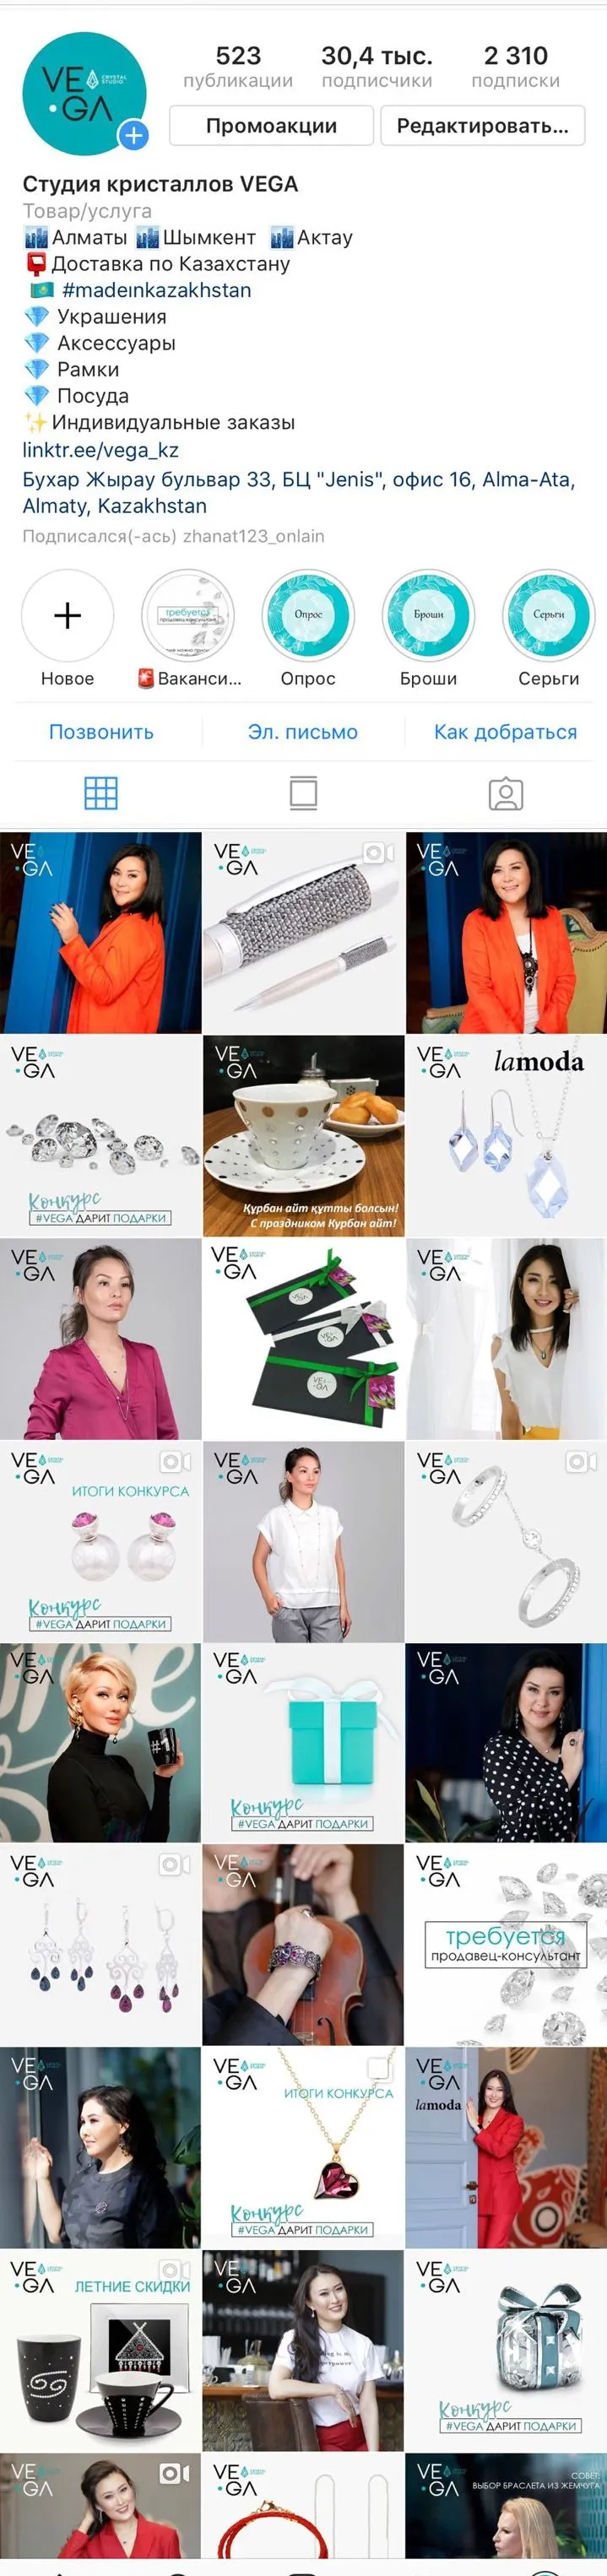 VE
GA
CRYSTAL
STUDIO
523
30,4 тыс.
2 310
публикации
подписчики
подписки
Промоакции
Редактировать...
Студия кристаллов VEGA
Товар/услуга
Алматы Шымкент Актау
Доставка по Казахстану
#madeinkazakhstan
Украшения
Аксессуары
Рамки
Посуда
Индивидуальные заказы
linktr.ee/vega_kz
Бухар Жырау бульвар 33, БЦ "Jenis", офис 16, Alma-Ata,
Almaty, Kazakhstan
Подписался(-ась) zhanat123_onlain
требуется
продавец-консультант
Опрос
Броши
Серьги
Новое
Ваканси...
Опрос
Броши
Серьги
Позвонить
Эл. письмо
Как добраться
VE
GA
VE
GA
VE
GA
VE
GA
Конкурс
#VEGA ДАРИТ ПОДАРКИ
VE
GA
Құрбан айт құтты болсын!
С праздником Курбан айт!
VE
GA
lamoda
VE
GA
VE
GA
VE
GA
VE
GA
ИТОГИ КОНКУРСА
Конкурс
#VEGA ДАРИТ ПОДАРКИ
VE
GA
VE
GA
VE
GA
#1
VE
GA
Конкурс
#VEGA ДАРИТ ПОДАРКИ
VE
GA
VE
GA
VE
GA
VE
GA
требуется
продавец-консультант
VE
GA
VE
GA
ИТОГИ КОНКУРСА
Конкурс
#VEGA ДАРИТ ПОДАРКИ
VE
GA
lamoda
VE
GA
ЛЕТНИЕ СКИДКИ
VE
GA
VE
GA
Конкурс
#VEGA ДАРИТ ПОДАРКИ
VE
GA
VE
GA
VE
GA
СОВЕТ:
ВЫБОР БРАСЛЕТА ИЗ ЖЕМЧУГА